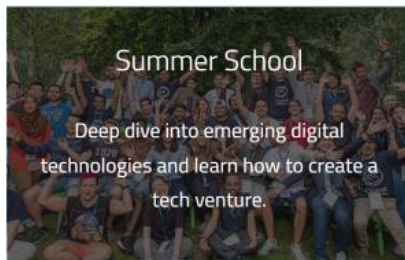 Summer School
Deep dive into emerging digital
technologies and learn how to create a
tech venture.